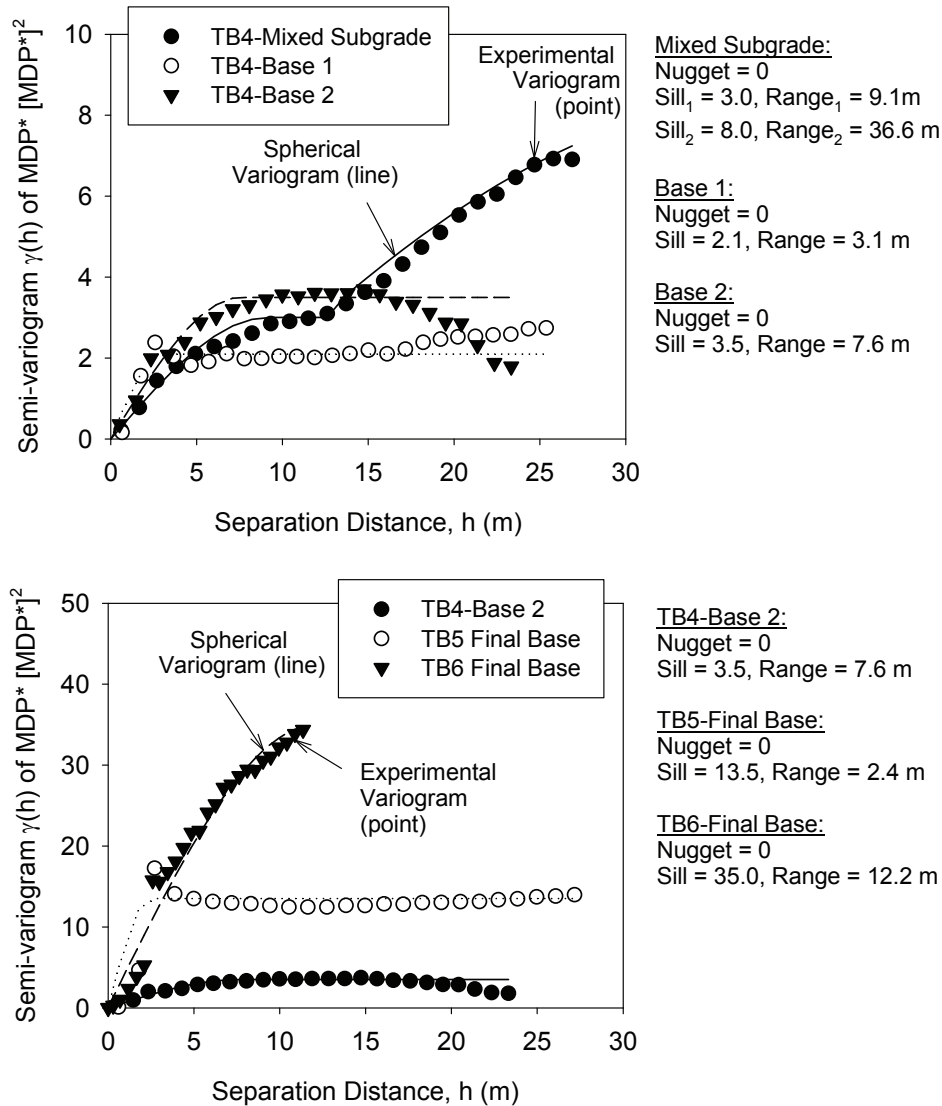 TB4-Mixed Subgrade
TB4-Base 1
TB4-Base 2
Experimental
Variogram
(point)
Spherical
Variogram (line)
10
8
6
4
2
0
0 5 10 15 20 25 30
Semi-variogram γ(h) of MDP* [MDP*]²
Separation Distance, h (m)
Mixed Subgrade:
Nugget = 0
Sill₁ = 3.0, Range₁ = 9.1m
Sill₂ = 8.0, Range₂ = 36.6 m
Base 1:
Nugget = 0
Sill = 2.1, Range = 3.1 m
Base 2:
Nugget = 0
Sill = 3.5, Range = 7.6 m
TB4-Base 2
TB5 Final Base
TB6 Final Base
Spherical
Variogram (line)
Experimental
Variogram
(point)
50
40
30
20
10
0
0 5 10 15 20 25 30
Semi-variogram γ(h) of MDP* [MDP*]²
Separation Distance, h (m)
TB4-Base 2:
Nugget = 0
Sill = 3.5, Range = 7.6 m
TB5-Final Base:
Nugget = 0
Sill = 13.5, Range = 2.4 m
TB6-Final Base:
Nugget = 0
Sill = 35.0, Range = 12.2 m